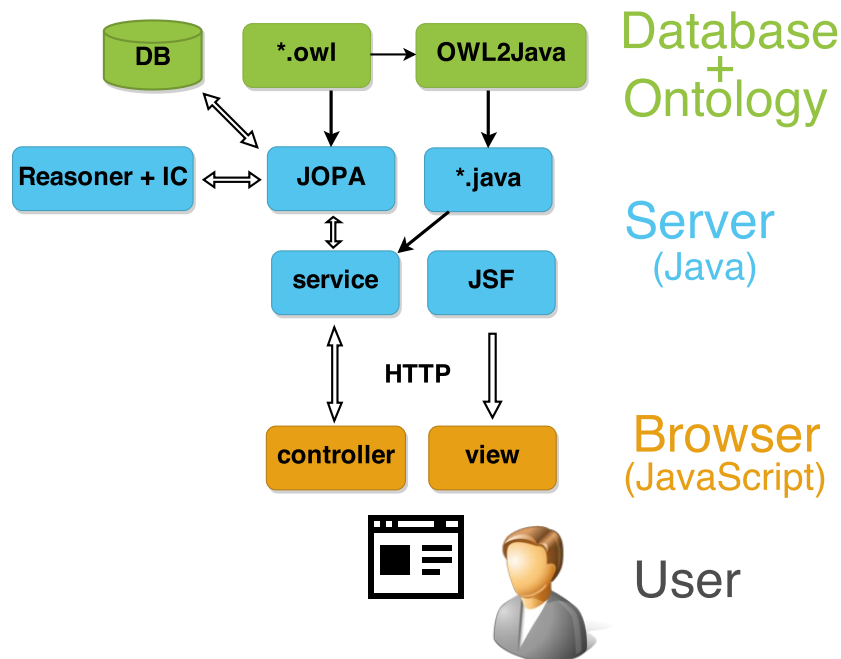 DB
*.owl
OWL2Java
Database
+
Ontology
Reasoner + IC
JOPA
*.java
Server
(Java)
service
JSF
HTTP
controller
view
Browser
(JavaScript)
User